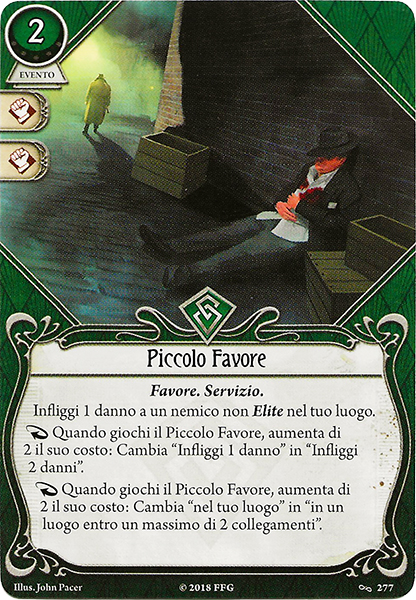 2
EVENTO
Piccolo Favore
Favore. Servizio.
Infliggi 1 danno a un nemico non Elite nel tuo luogo.
Quando giochi il Piccolo Favore, aumenta di
2 il suo costo: Cambia “Infliggi 1 danno” in “Infliggi
2 danni”.
Quando giochi il Piccolo Favore, aumenta di
2 il suo costo: Cambia “nel tuo luogo” in “in un
luogo entro un massimo di 2 collegamenti”.
Illus. John Pacer
© 2018 FFG
277